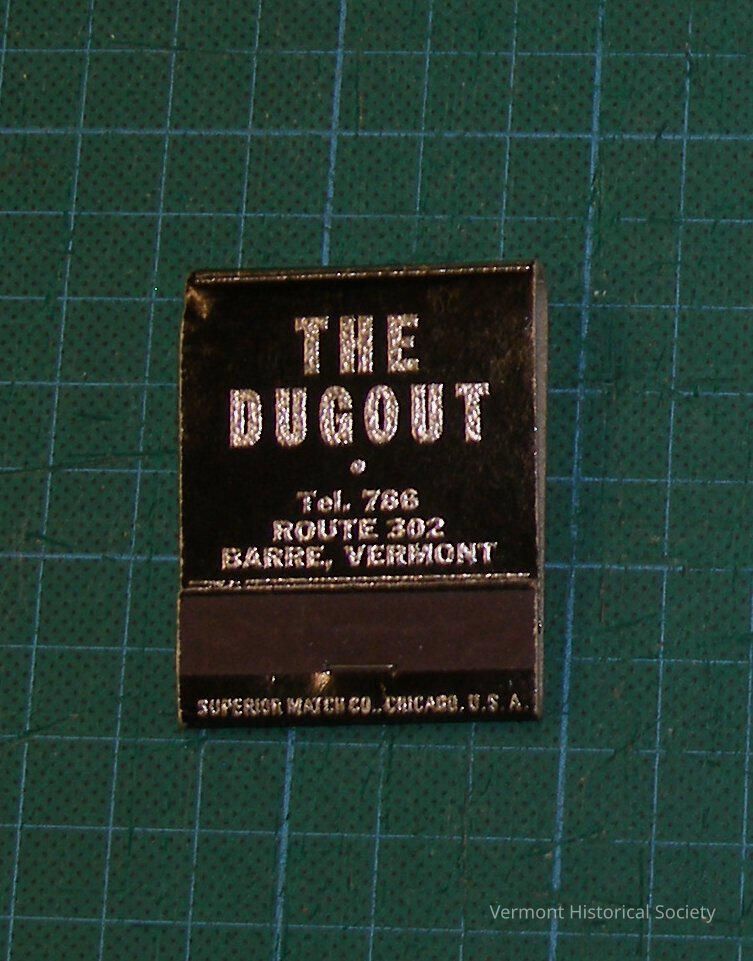 THE
DUGOUT
Tel. 786
ROUTE 302
BARRE, VERMONT
SUPERIOR MATCH CO., CHICAGO, U.S.A.
Vermont Historical Society